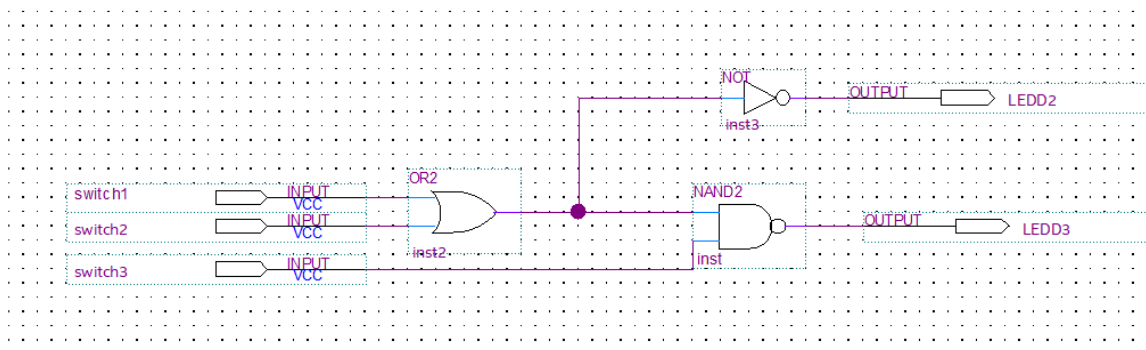 NOT
OUTPUT
LEDD2
inst3
OR2
switch1
INPUT
VCC
NAND2
switch2
INPUT
VCC
OUTPUT
LEDD3
inst2
inst
switch3
INPUT
VCC